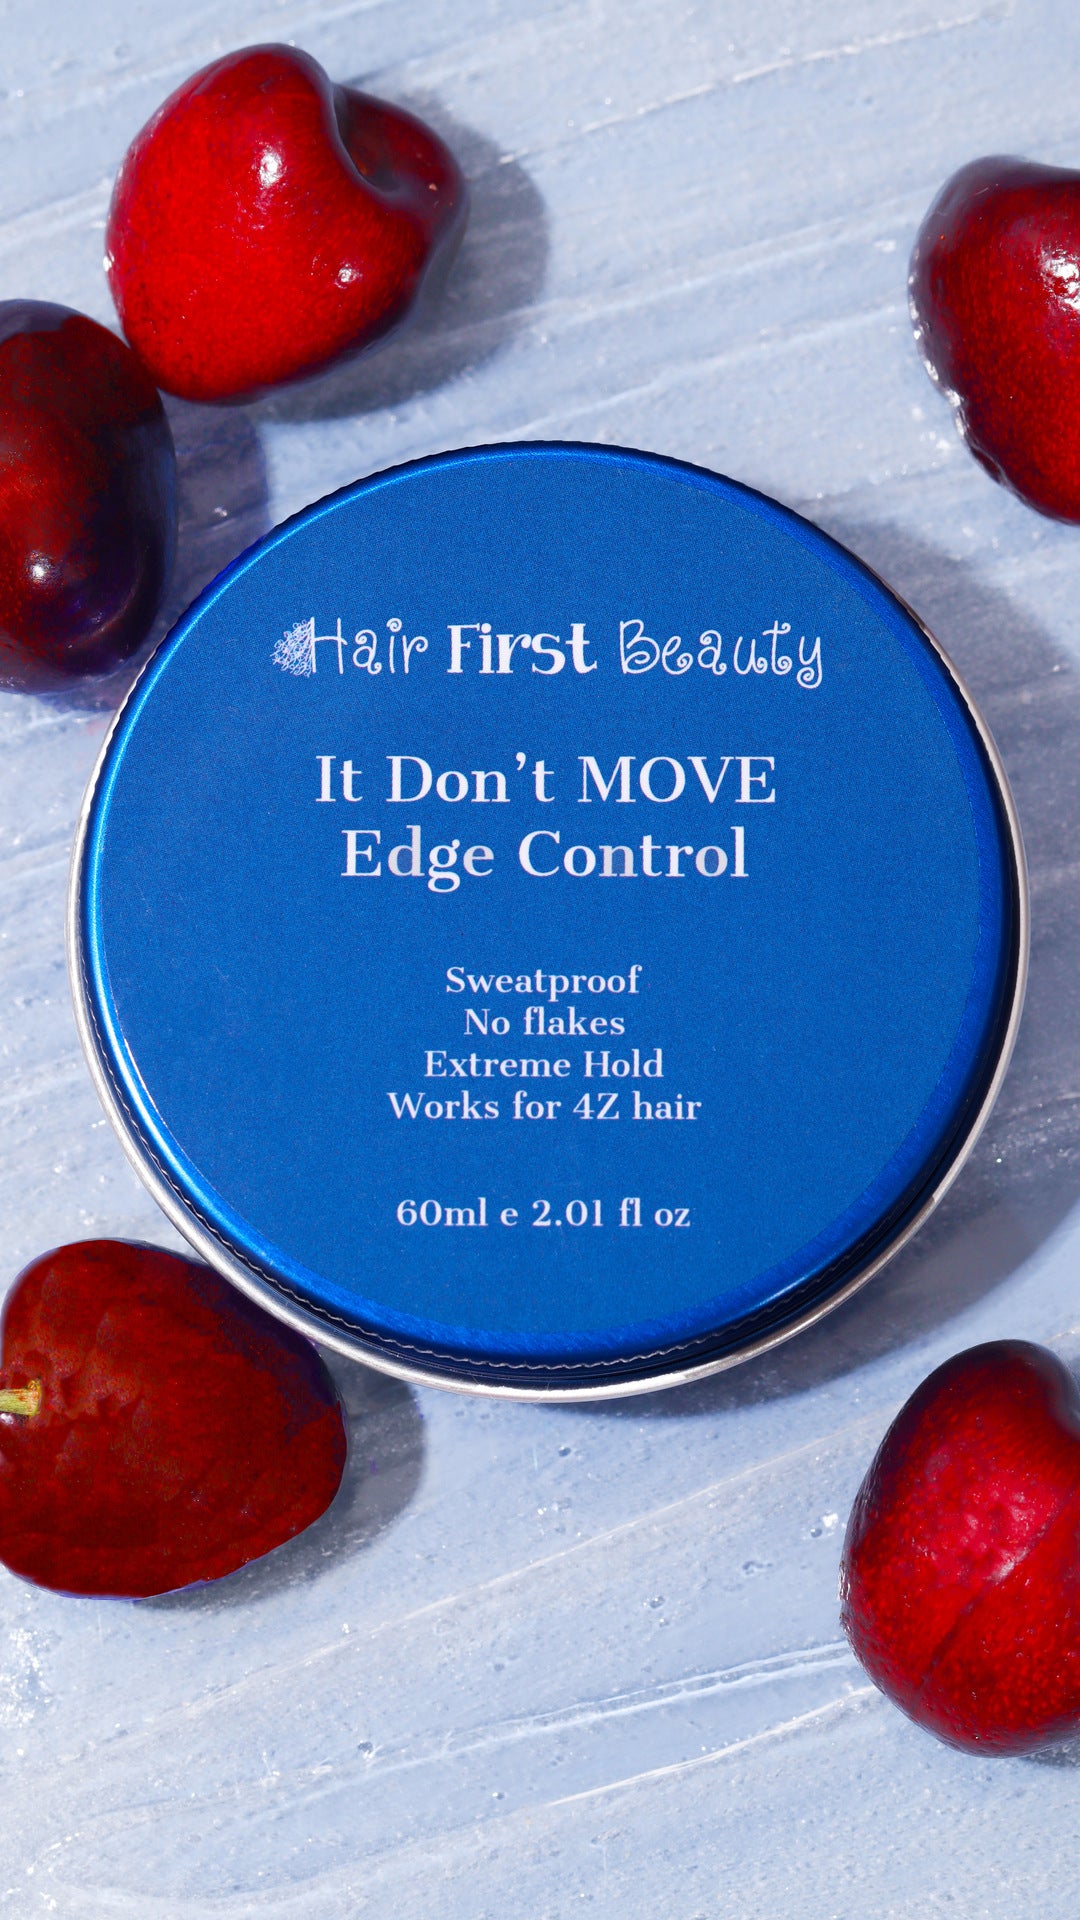 Hair First Beauty
It Don't MOVE
Edge Control
Sweatproof
No flakes
Extreme Hold
Works for 4Z hair
60ml e 2.01 fl oz